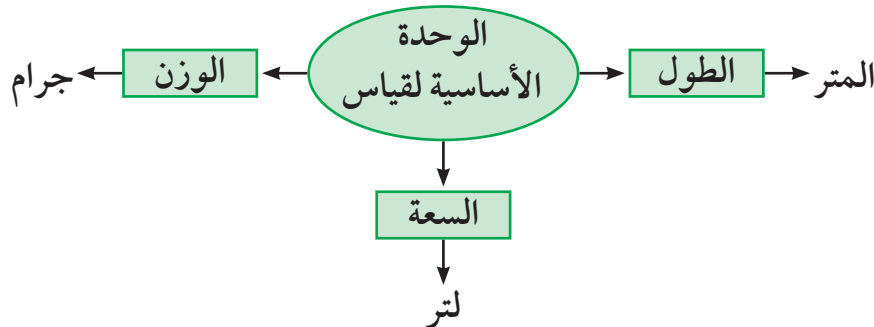 الوحدة
الأساسية لقياس
الطول
المتر
الوزن
جرام
السعة
لتر